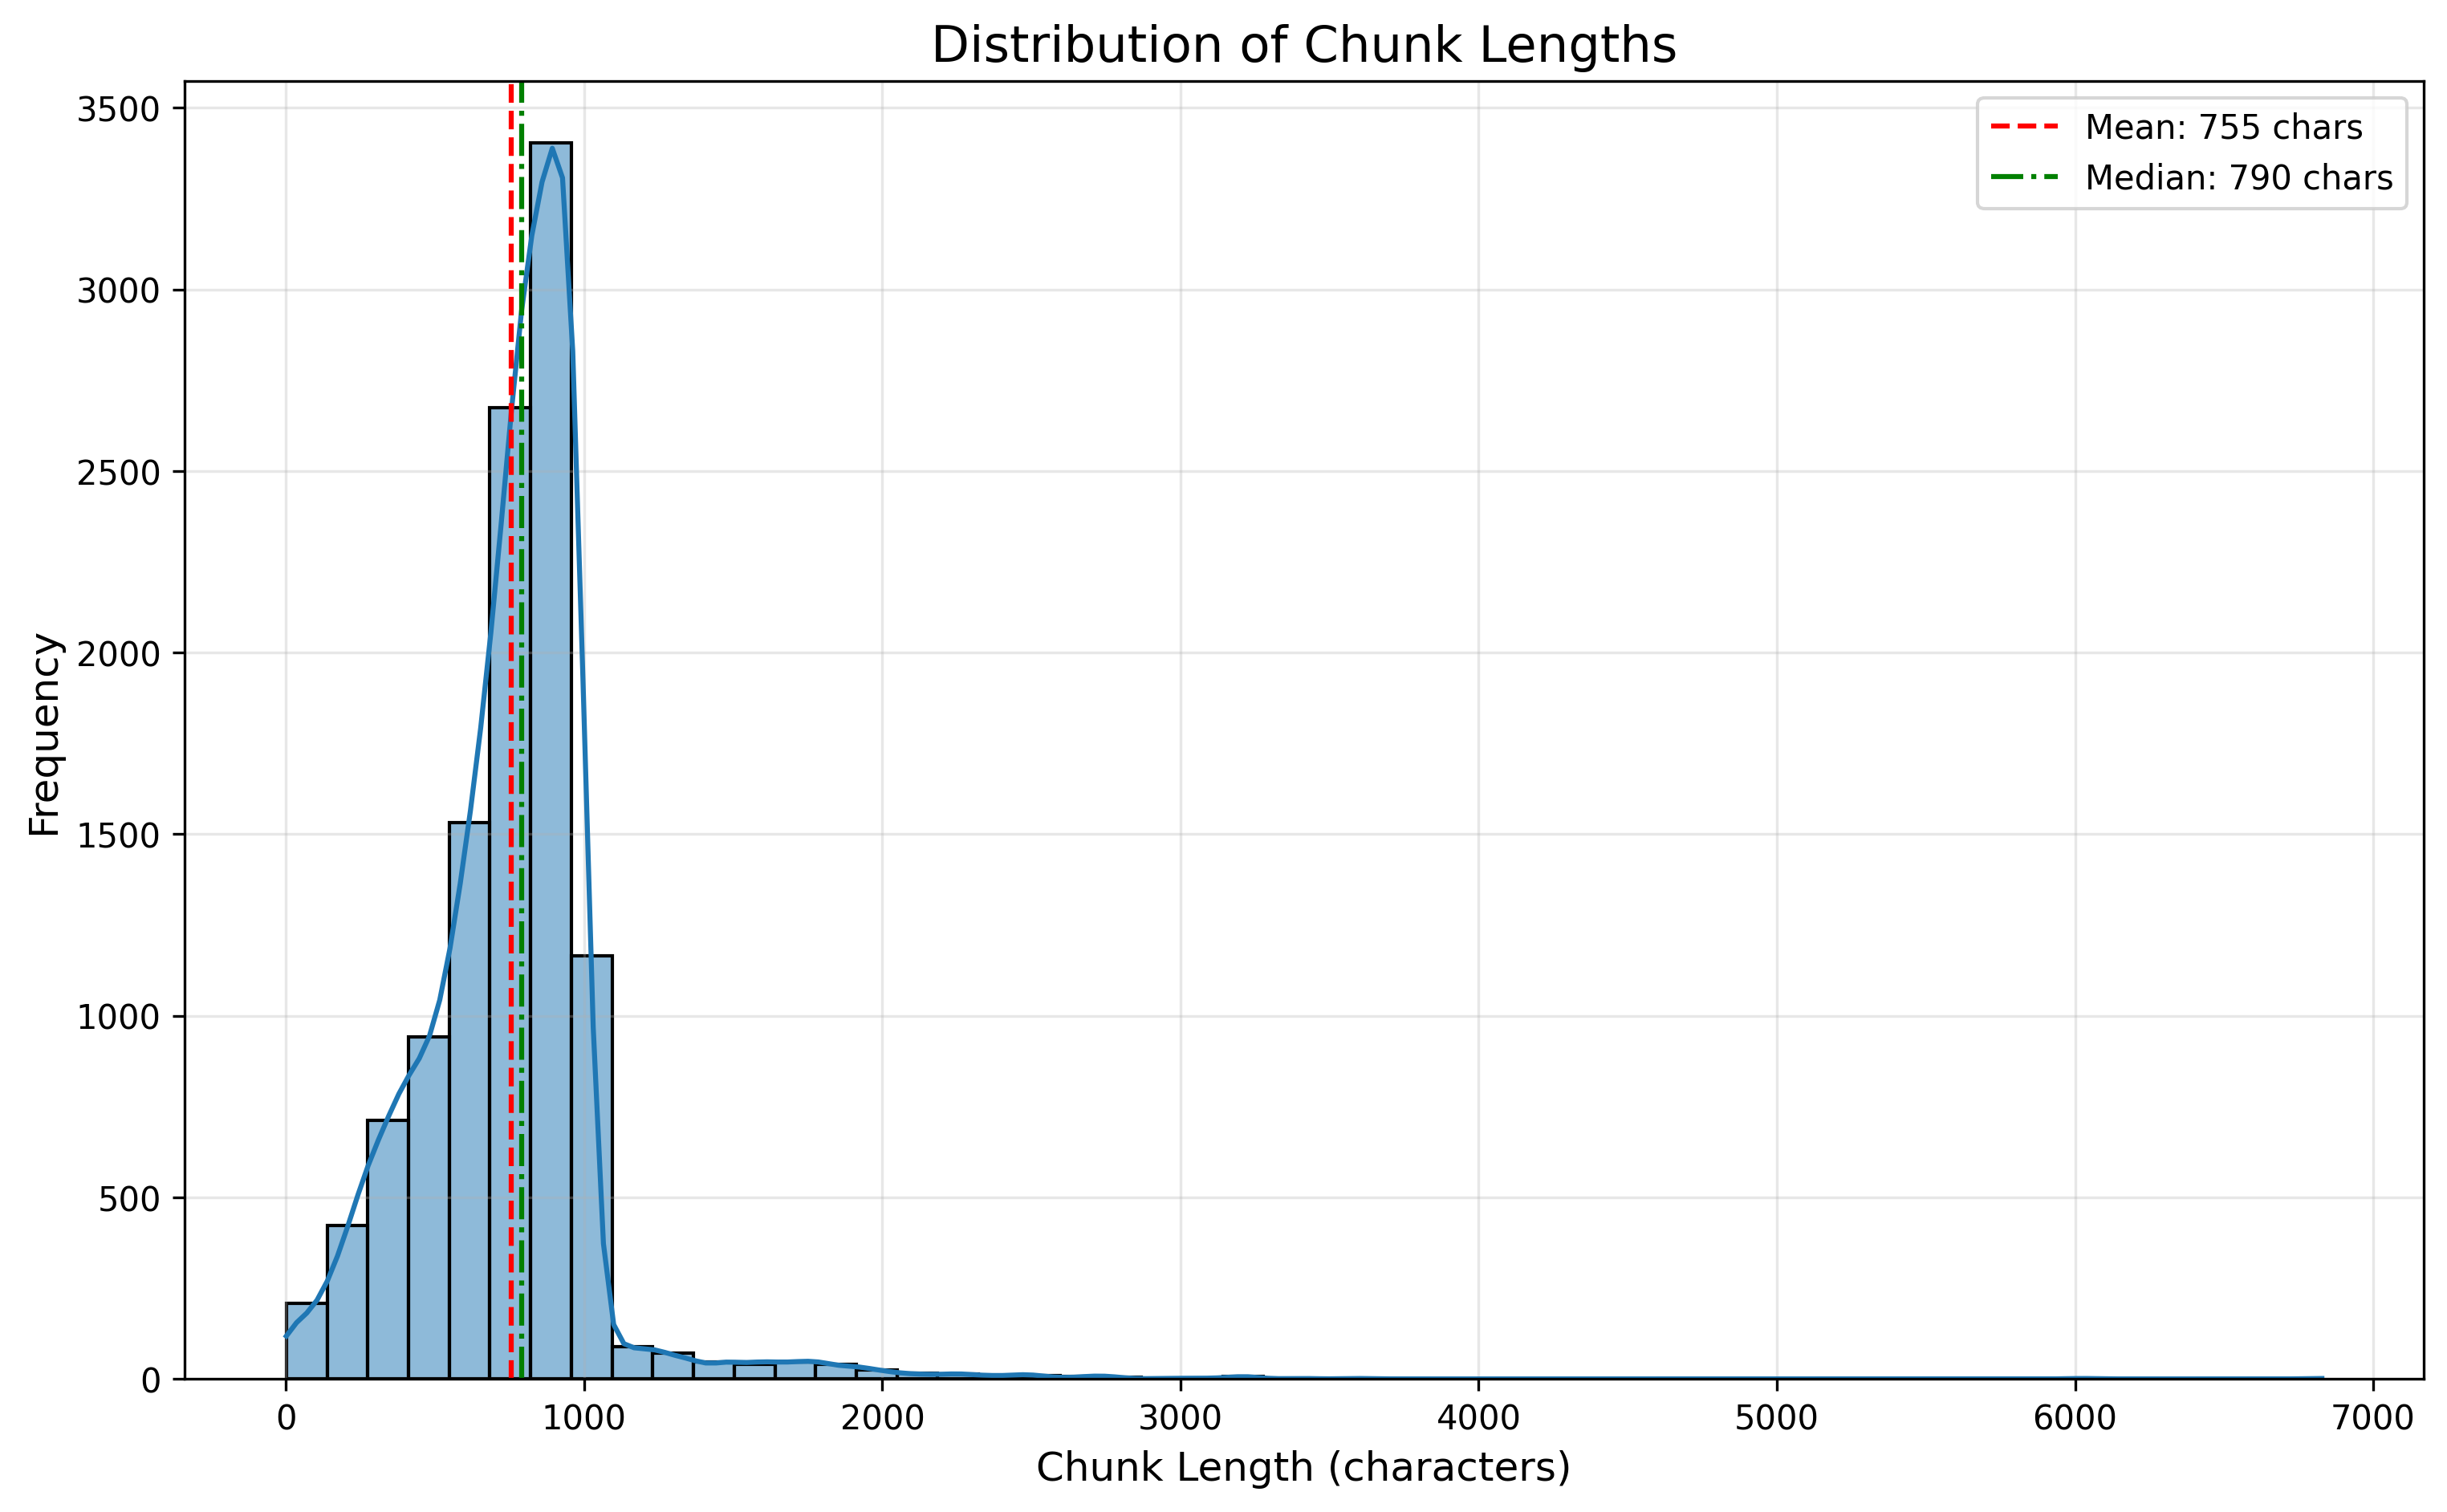 Distribution of Chunk Lengths
Mean: 755 chars
Median: 790 chars
Frequency
3500
3000
2500
2000
1500
1000
500
0
0 1000 2000 3000 4000 5000 6000 7000
Chunk Length (characters)